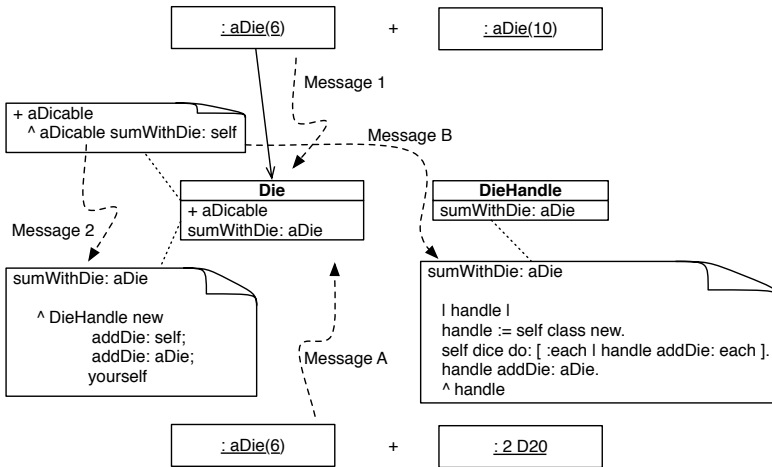 : aDie(6) + : aDie(10)
Message 1
+ aDicable
^ aDicable sumWithDie: self
Message B
Die
+ aDicable
sumWithDie: aDie
DieHandle
sumWithDie: aDie
Message 2
sumWithDie: aDie
^ DieHandle new
addDie: self;
addDie: aDie;
yourself
Message A
sumWithDie: aDie
| handle |
handle := self class new.
self dice do: [ :each | handle addDie: each ].
handle addDie: aDie.
^ handle
: aDie(6) + : 2 D20